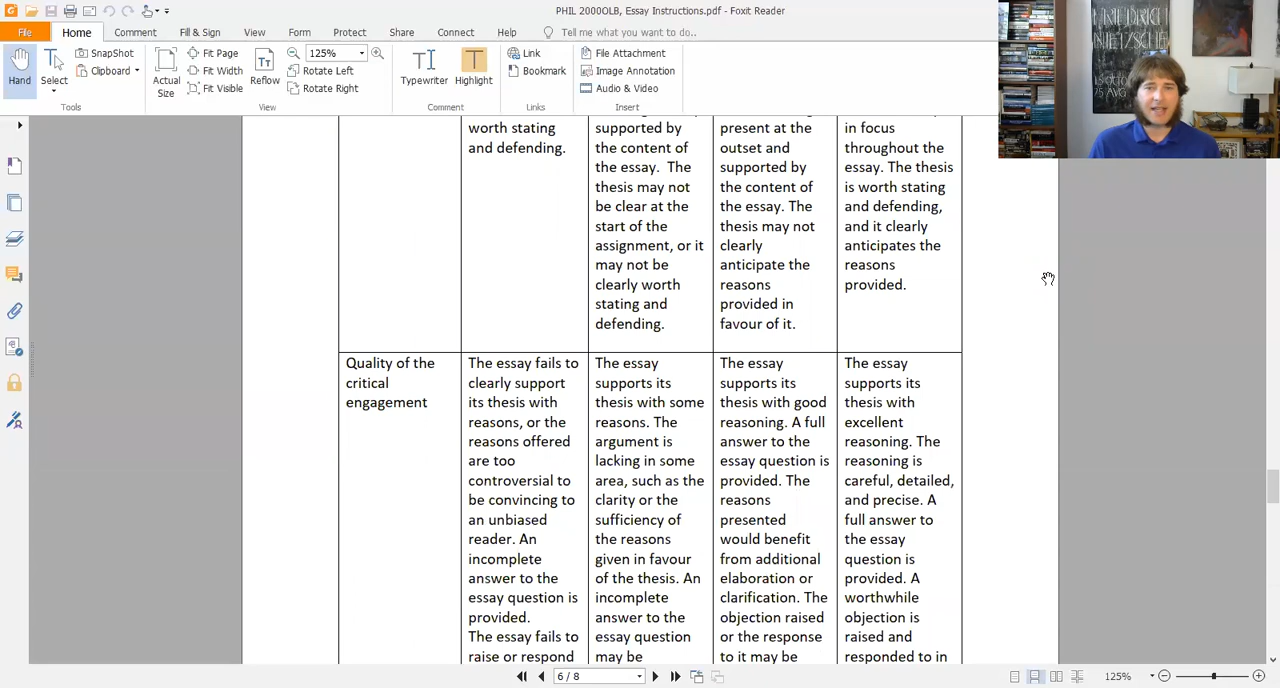 PHIL 2000OLB, Essay Instructions.pdf - Foxit Reader
File
Home
Comment
Fill & Sign
View
Form
Protect
Share
Connect
Help
Tell me what you want to do..
Hand
Select
SnapShot
Clipboard
Actual
Size
Fit Page
Fit Width
Fit Visible
Reflow
125%
Rotate Left
Rotate Right
Typewriter
Highlight
Link
Bookmark
File Attachment
Image Annotation
Audio & Video
Tools
View
Comment
Links
Insert
NIETZSCHE
worth stating
and defending.
supported by
the content of
the essay. The
thesis may not
be clear at the
start of the
assignment, or it
may not be
clearly worth
stating and
defending.
present at the
outset and
supported by
the content of
the essay. The
thesis may not
clearly
anticipate the
reasons
provided in
favour of it.
in focus
throughout the
essay. The thesis
is worth stating
and defending,
and it clearly
anticipates the
reasons
provided.
Quality of the
critical
engagement
The essay fails to
clearly support
its thesis with
reasons, or the
reasons offered
are too
controversial to
be convincing to
an unbiased
reader. An
incomplete
answer to the
essay question is
provided.
The essay fails to
raise or respond
The essay
supports its
thesis with some
reasons. The
argument is
lacking in some
area, such as the
clarity or the
sufficiency of
the reasons
given in favour
of the thesis. An
incomplete
answer to the
essay question
may be
The essay
supports its
thesis with good
reasoning. A full
answer to the
essay question is
provided. The
reasons
presented
would benefit
from additional
elaboration or
clarification. The
objection raised
or the response
to it may be
The essay
supports its
thesis with
excellent
reasoning. The
reasoning is
careful, detailed,
and precise. A
full answer to
the essay
question is
provided. A
worthwhile
objection is
raised and
responded to in
6 / 8
125%